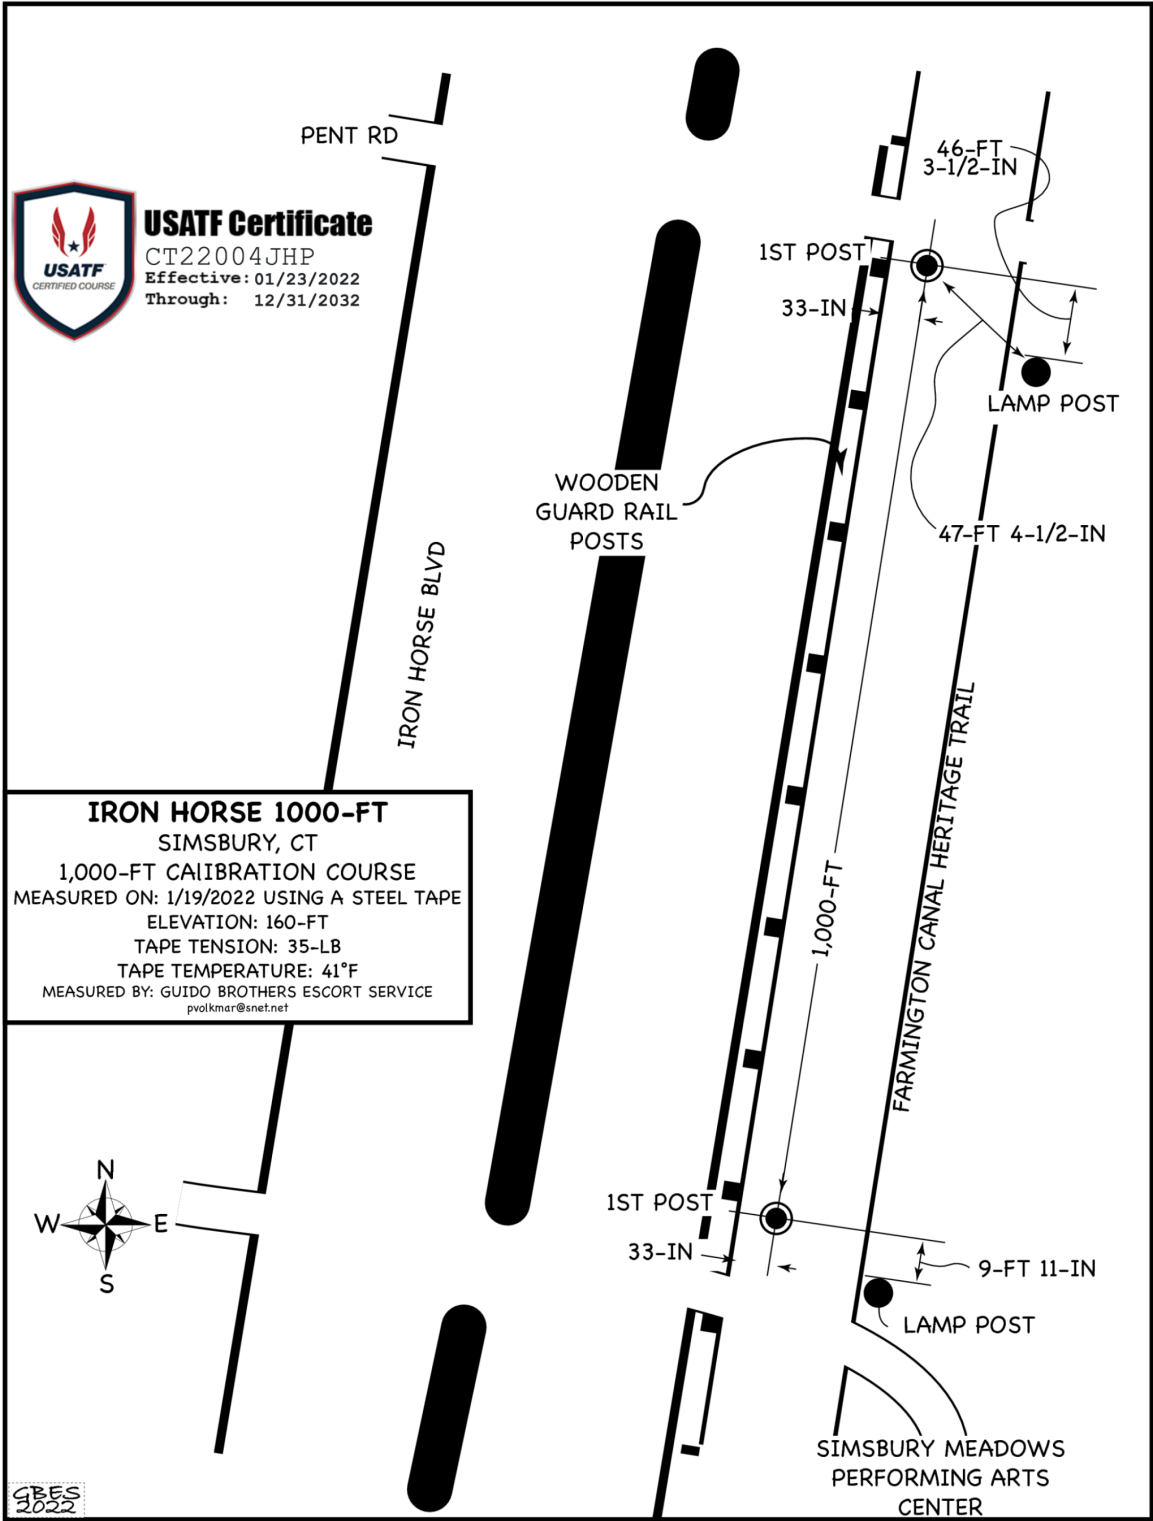 PENT RD
46-FT
3-1/2-IN
USATF Certificate
CT22004JHP
Effective: 01/23/2022
Through: 12/31/2032
USATF
CERTIFIED COURSE
1ST POST
33-IN
LAMP POST
WOODEN
GUARD RAIL
POSTS
47-FT 4-1/2-IN
IRON HORSE BLVD
FARMINGTON CANAL HERITAGE TRAIL
1,000-FT
IRON HORSE 1000-FT
SIMSBURY, CT
1,000-FT CAlIBRATION COURSE
MEASURED ON: 1/19/2022 USING A STEEL TAPE
ELEVATION: 160-FT
TAPE TENSION: 35-LB
TAPE TEMPERATURE: 41°F
MEASURED BY: GUIDO BROTHERS ESCORT SERVICE
pvolkmar@snet.net
N
W E
S
1ST POST
33-IN
9-FT 11-IN
LAMP POST
SIMSBURY MEADOWS
PERFORMING ARTS
CENTER
GBES
2022